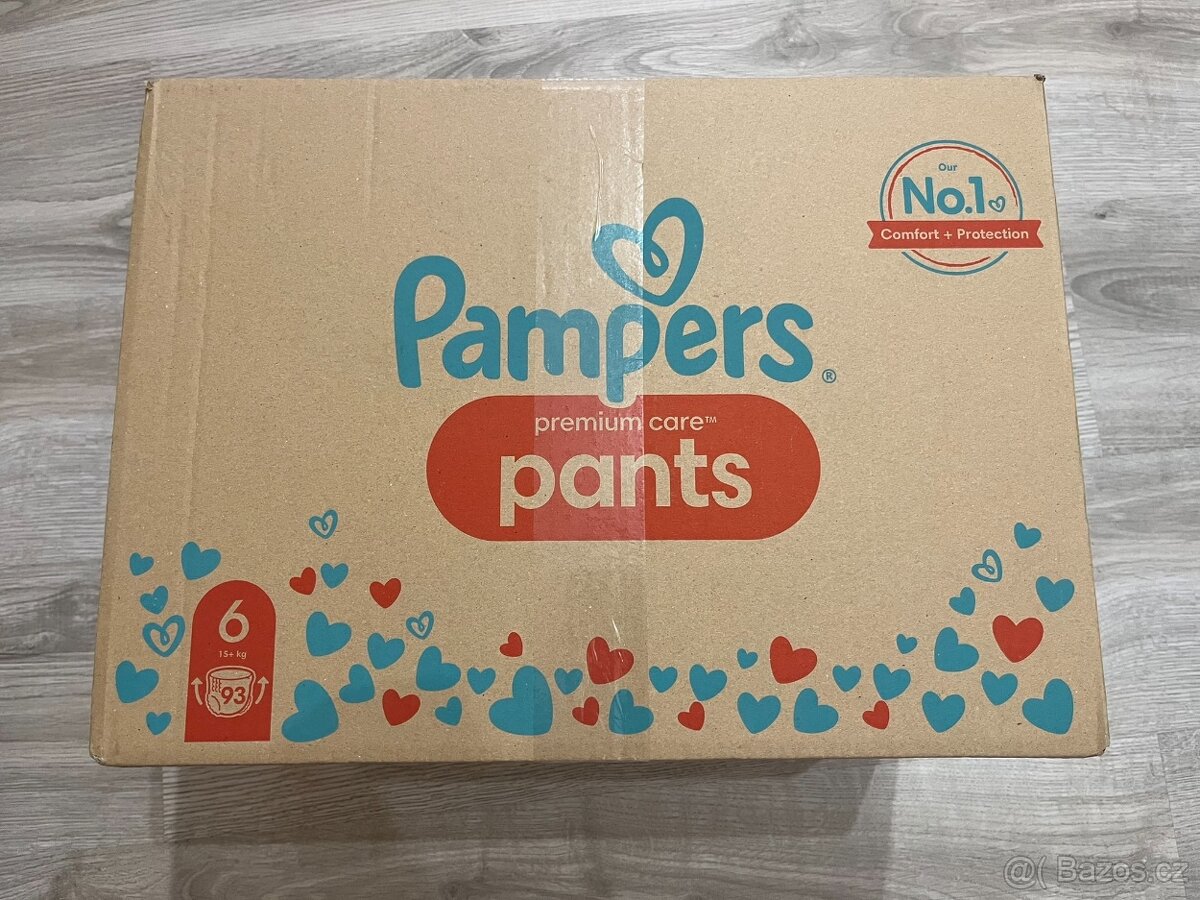 Our
No.1
Comfort + Protection
Pampers®
premium care™
pants
6
15+ kg
93
@( Bazos.cz